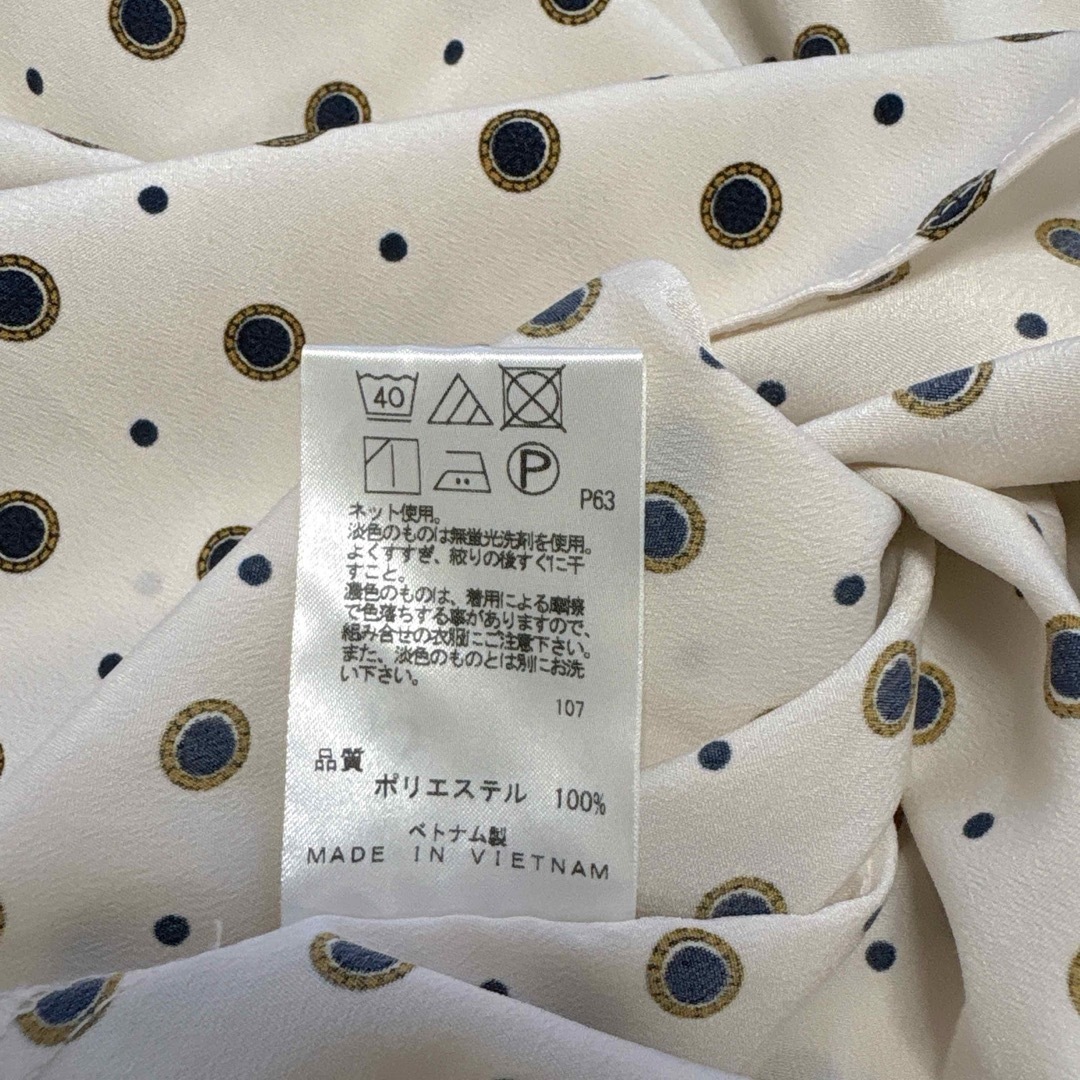 40
P
P63
ネット使用。
淡色のものは無蛍光洗剤を使用。
よくすすぎ、絞りの後すぐに干
すこと。
濃色のものは、着用による摩擦
で色落ちする事がありますので、
組み合せの衣服にご注意下さい。
また、淡色のものとは別にお洗
い下さい。
107
品質
ポリエステル 100%
ベトナム製
MADE IN VIETNAM